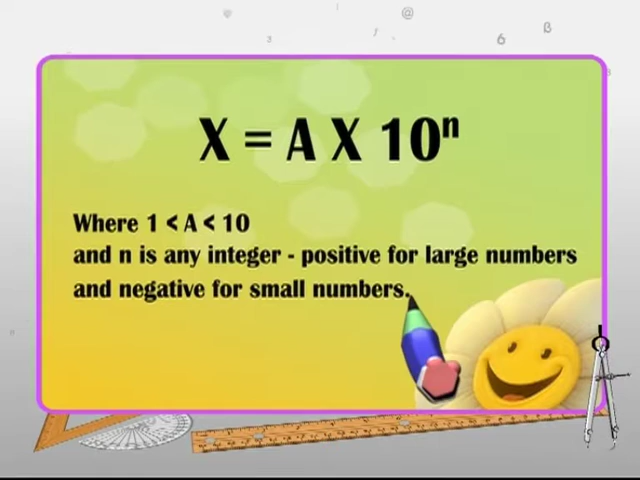 X = A X 10ⁿ
Where 1 < A < 10
and n is any integer - positive for large numbers
and negative for small numbers.